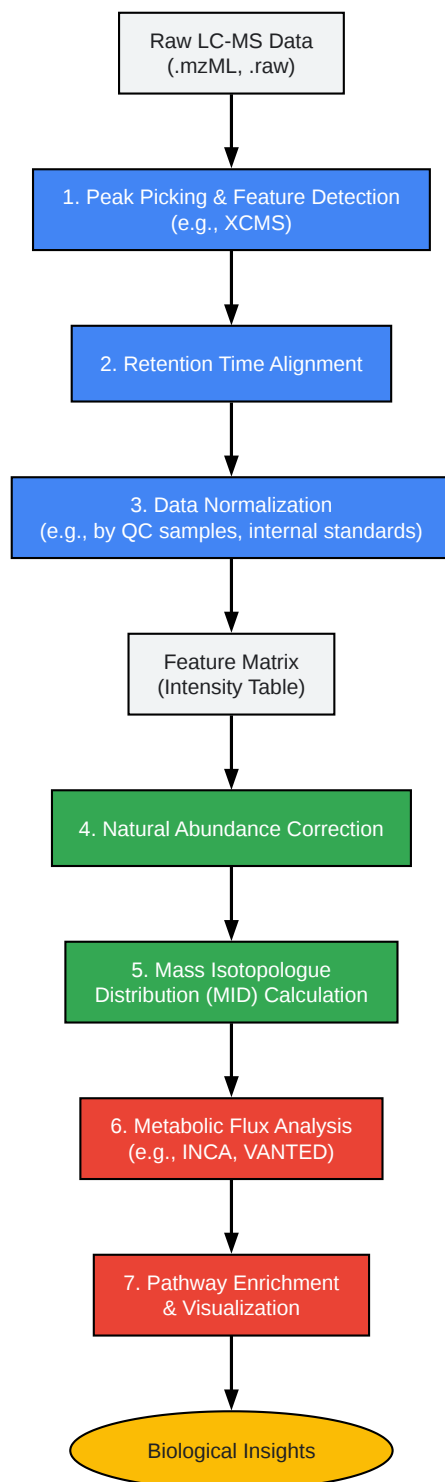 Raw LC-MS Data
(.mzML, .raw)
1. Peak Picking & Feature Detection
(e.g., XCMS)
2. Retention Time Alignment
3. Data Normalization
(e.g., by QC samples, internal standards)
Feature Matrix
(Intensity Table)
4. Natural Abundance Correction
5. Mass Isotopologue
Distribution (MID) Calculation
6. Metabolic Flux Analysis
(e.g., INCA, VANTED)
7. Pathway Enrichment
& Visualization
Biological Insights